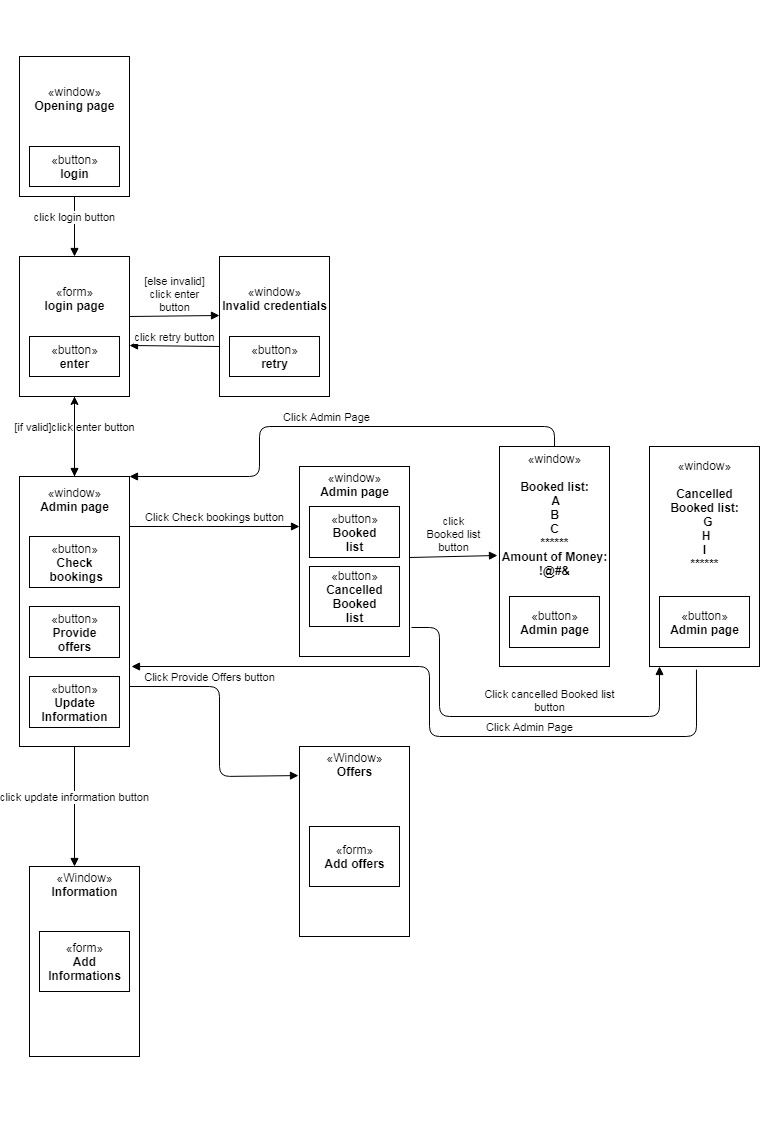 «window»
Opening page
«button»
login
click login button
«form»
login page
«button»
enter
[else invalid]
click enter
button
click retry button
«window»
Invalid credentials
«button»
retry
[if valid]click enter button
Click Admin Page
«window»
Admin page
«button»
Check
bookings
«button»
Provide
offers
«button»
Update
Information
Click Check bookings button
«window»
Admin page
«button»
Booked
list
«button»
Cancelled
Booked
list
click
Booked list
button
«window»
Booked list:
A
B
C
******
Amount of Money:
!@#&
«button»
Admin page
«window»
Cancelled
Booked list:
G
H
I
******
«button»
Admin page
Click Provide Offers button
Click cancelled Booked list
button
Click Admin Page
«Window»
Offers
«form»
Add offers
click update information button
«Window»
Information
«form»
Add
Informations